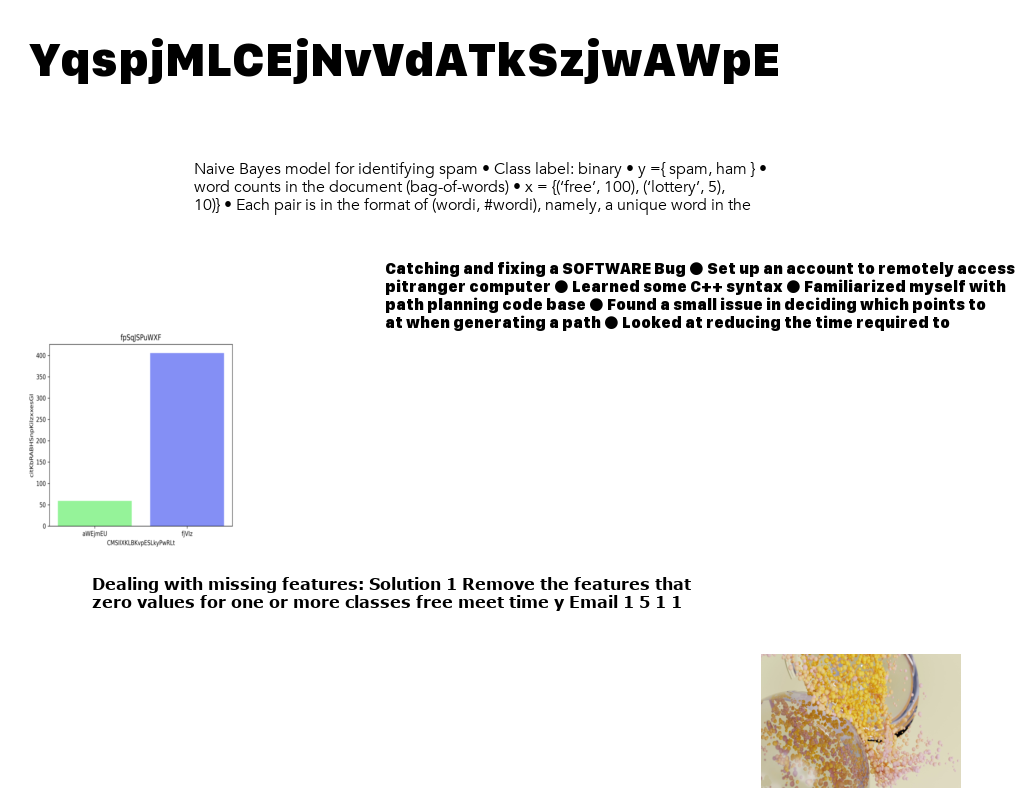 YqspjMLCEjNvVdATkSzjwAWpE
Naive Bayes model for identifying spam • Class label: binary • y ={ spam, ham } •
word counts in the document (bag-of-words) • x = {(‘free’, 100), (‘lottery’, 5),
10)} • Each pair is in the format of (wordi, #wordi), namely, a unique word in the
Catching and fixing a SOFTWARE Bug ● Set up an account to remotely access
pitranger computer ● Learned some C++ syntax ● Familiarized myself with
path planning code base ● Found a small issue in deciding which points to
at when generating a path ● Looked at reducing the time required to
fpSqJSPuWXF
400
350
300
250
200
150
100
50
0
aWEjmEU
fjVIz
Dealing with missing features: Solution 1 Remove the features that
zero values for one or more classes free meet time y Email 1 5 1 1